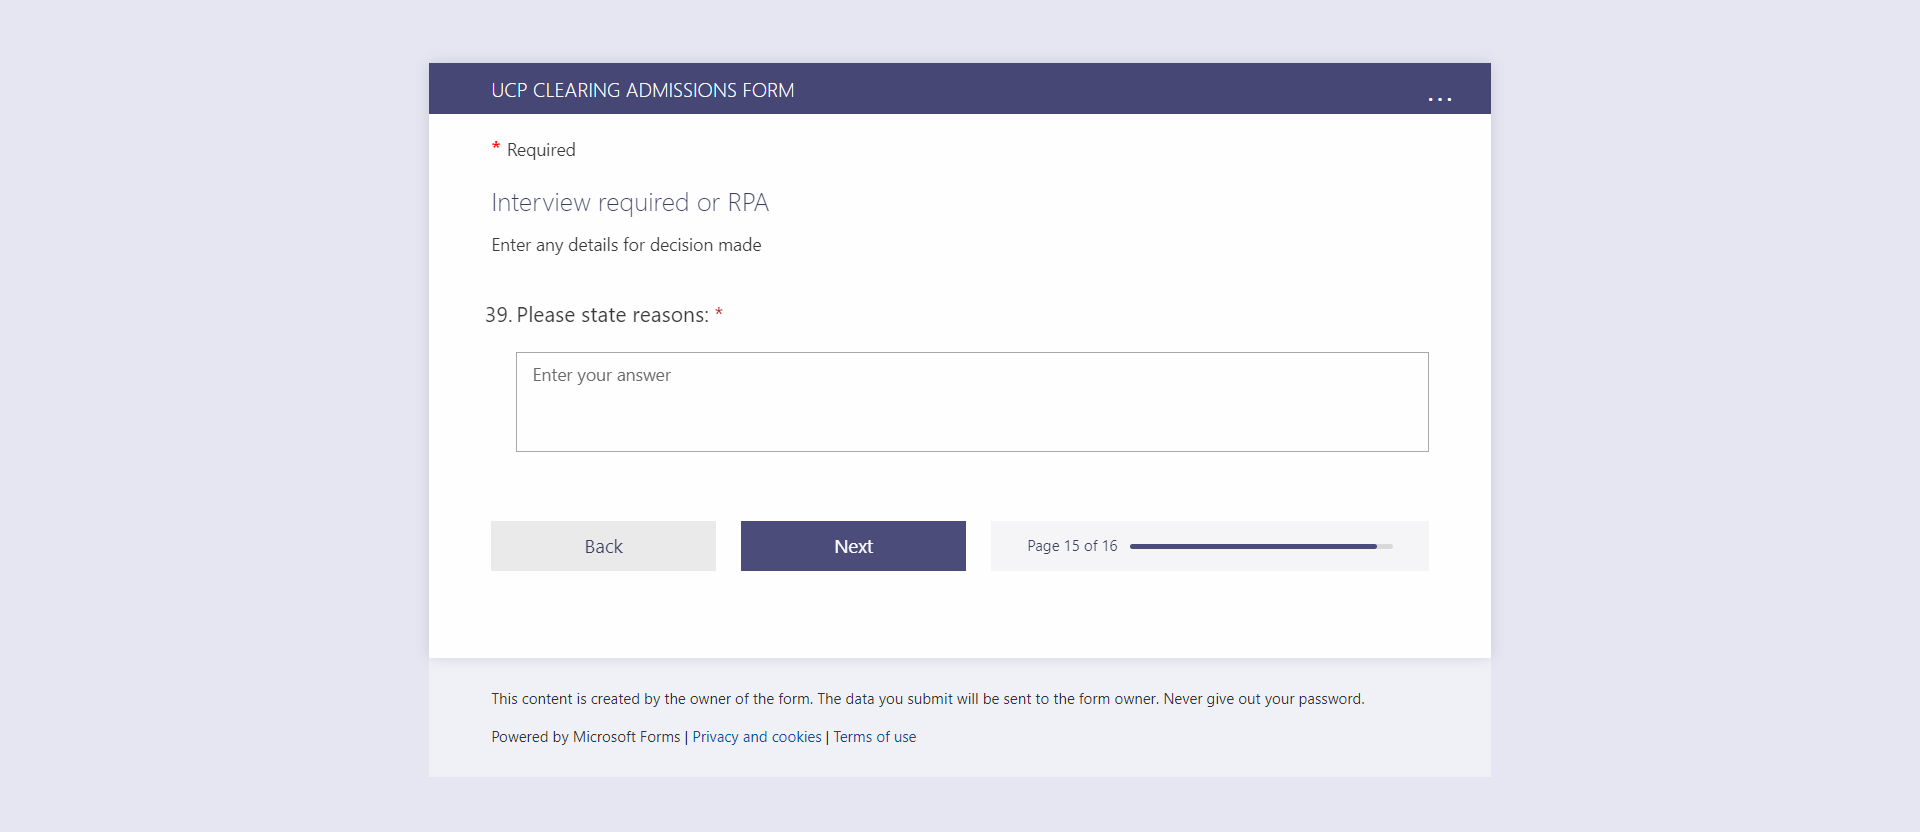 UCP CLEARING ADMISSIONS FORM
...
* Required
Interview required or RPA
Enter any details for decision made
39. Please state reasons: *
Enter your answer
Back
Next
Page 15 of 16
This content is created by the owner of the form. The data you submit will be sent to the form owner. Never give out your password.
Powered by Microsoft Forms | Privacy and cookies | Terms of use